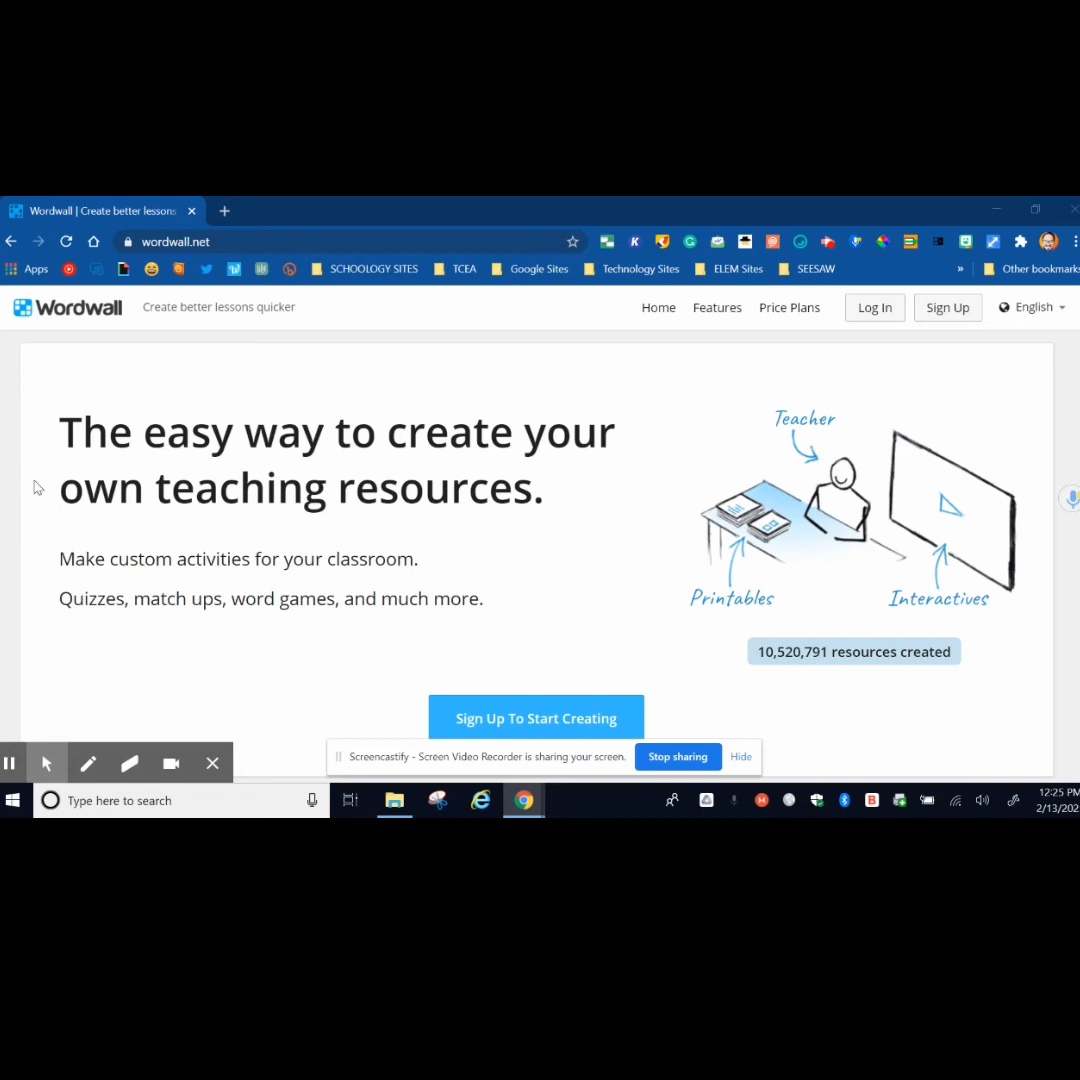 Wordwall | Create better lessons
wordwall.net
Apps
SCHOOLOGY SITES
TCEA
Google Sites
Technology Sites
ELEM Sites
SEESAW
»
Other bookmarks
Wordwall
Create better lessons quicker
Home
Features
Price Plans
Log In
Sign Up
English
The easy way to create your
own teaching resources.
Make custom activities for your classroom.
Quizzes, match ups, word games, and much more.
Teacher
Printables
Interactives
10,520,791 resources created
Sign Up To Start Creating
Screencastify - Screen Video Recorder is sharing your screen.
Stop sharing
Hide
Type here to search
12:25 PM
2/13/202